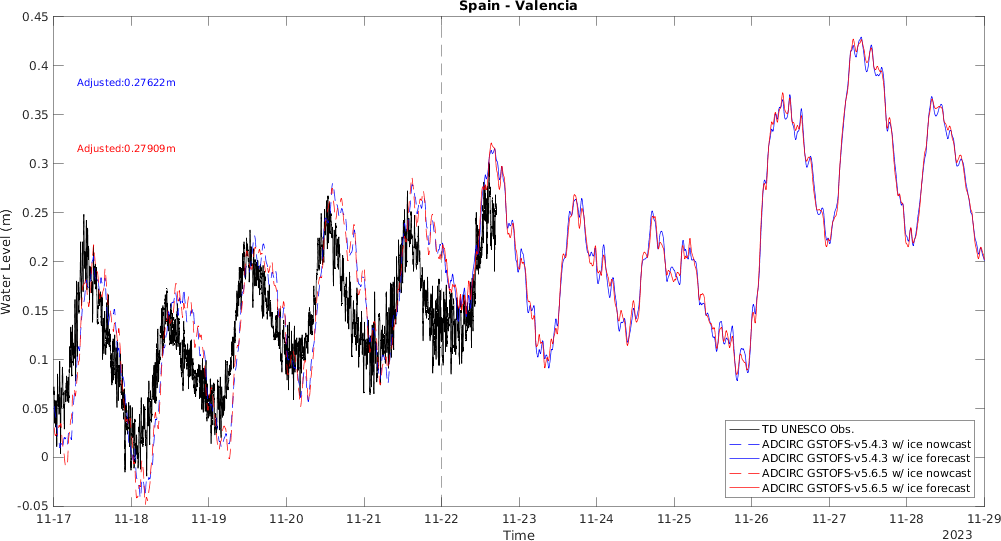 Spain - Valencia
0.45
0.4
0.35
0.3
0.25
0.2
0.15
0.1
0.05
0
-0.05
Water Level (m)
Adjusted:0.27622m
Adjusted:0.27909m
TD UNESCO Obs.
ADCIRC GSTOFS-v5.4.3 w/ ice nowcast
ADCIRC GSTOFS-v5.4.3 w/ ice forecast
ADCIRC GSTOFS-v5.6.5 w/ ice nowcast
ADCIRC GSTOFS-v5.6.5 w/ ice forecast
11-17 11-18 11-19 11-20 11-21 11-22 11-23 11-24 11-25 11-26 11-27 11-28 11-29
Time
2023